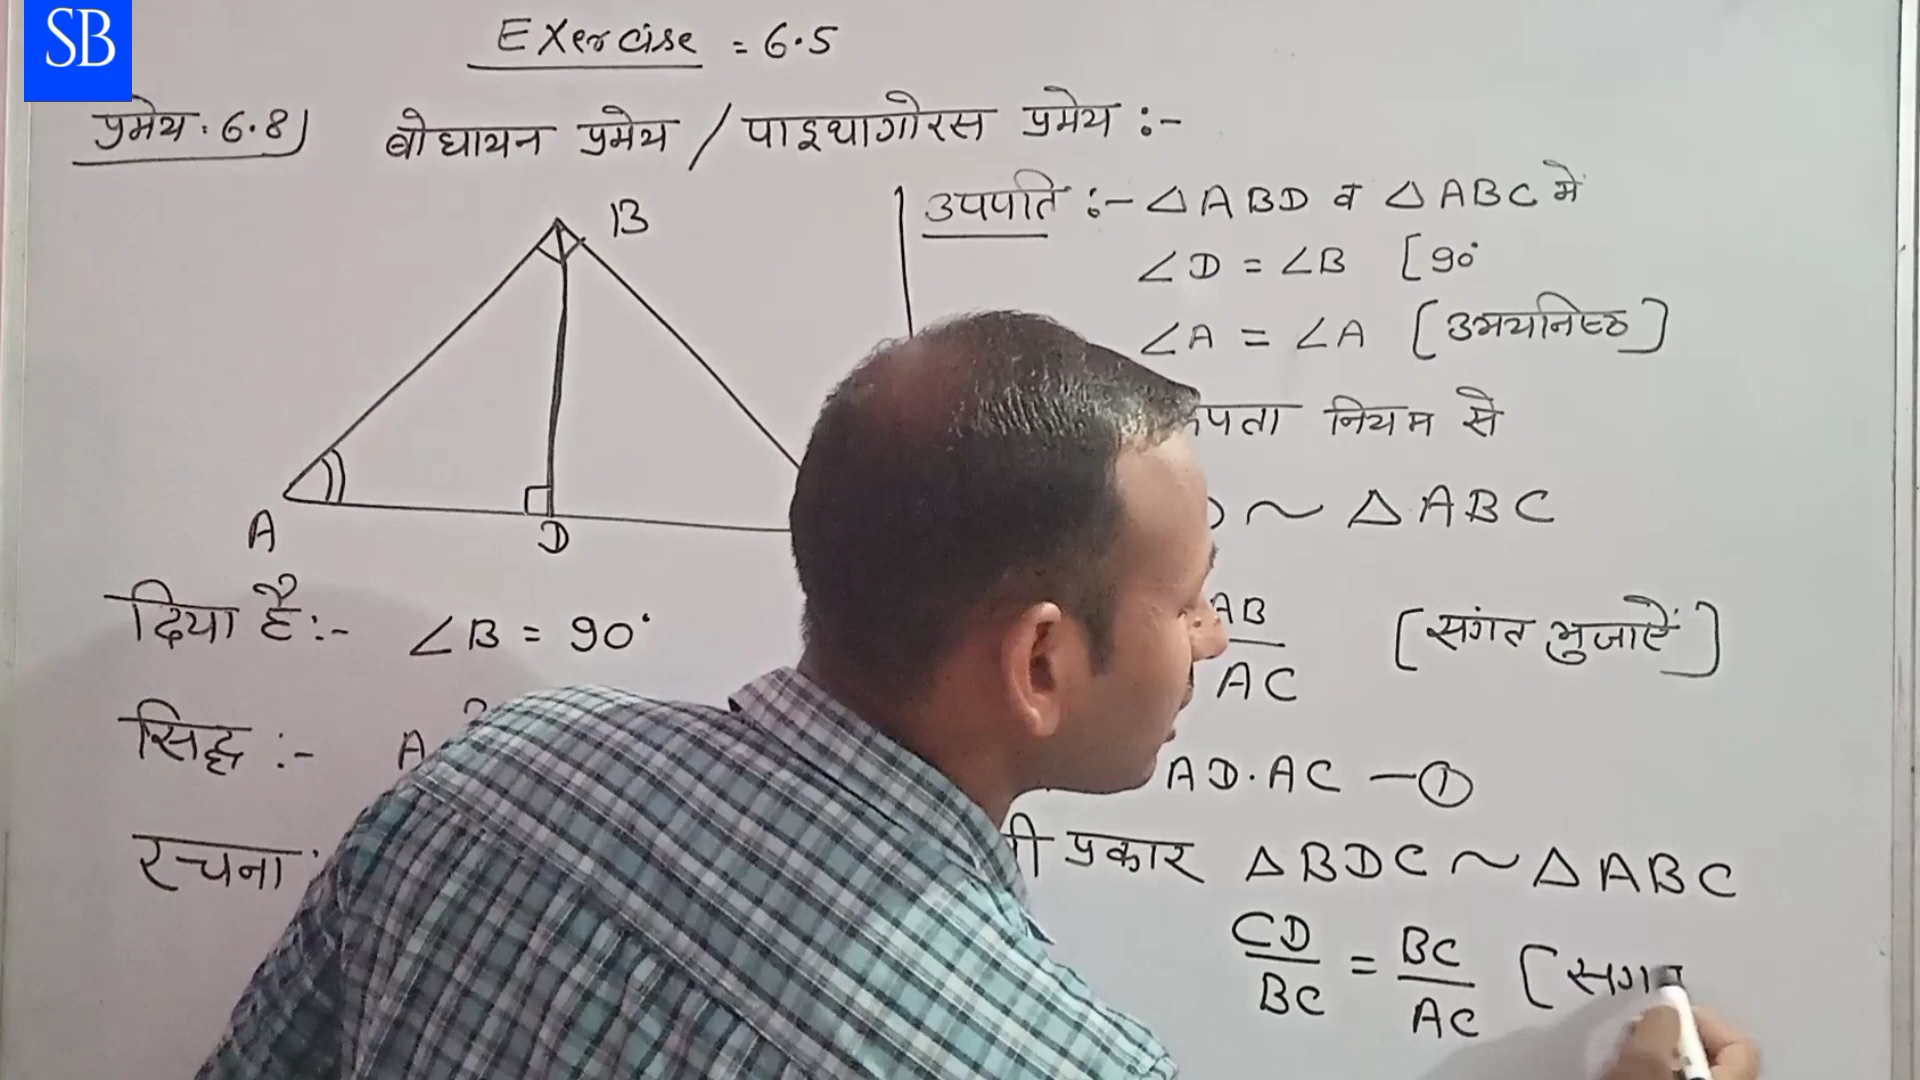 SB
Exercise = 6.5
प्रमेय : 6.8) बोधायन प्रमेय / पाइथागोरस प्रमेय :-
B
A
D
दिया है :- ∠B = 90°
सिद्ध :- A
रचना :
उपपति :- △ABD व △ABC में
∠D = ∠B [90°
∠A = ∠A [उभयनिष्ठ]
रूपता नियम से
~ △ABC
AB
AC
[संगत भुजाऐं]
AD.AC —①
प्रकार △BDC ~ △ABC
CD/BC = BC/AC [संग